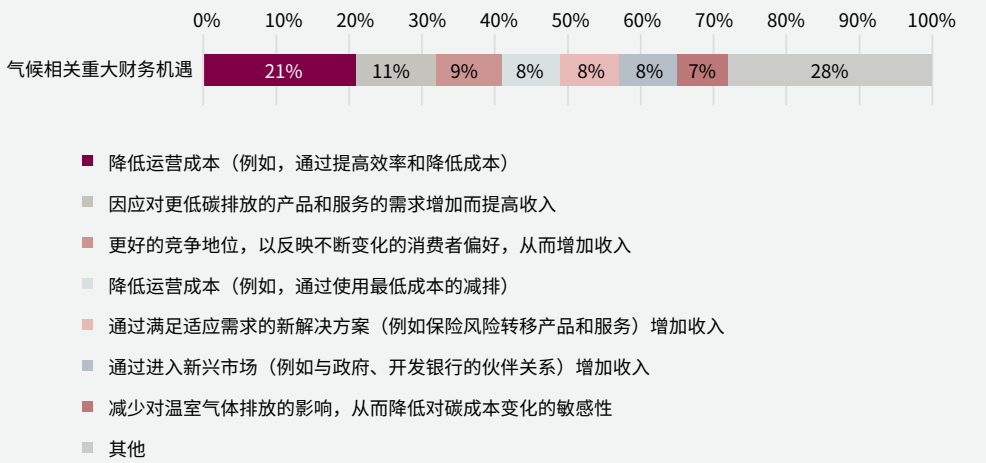 0% 10% 20% 30% 40% 50% 60% 70% 80% 90% 100%
气候相关重大财务机遇 21% 11% 9% 8% 8% 8% 7% 28%
降低运营成本（例如，通过提高效率和降低成本）
因应对更低碳排放的产品和服务的需求增加而提高收入
更好的竞争地位，以反映不断变化的消费者偏好，从而增加收入
降低运营成本（例如，通过使用最低成本的减排）
通过满足适应需求的新解决方案（例如保险风险转移产品和服务）增加收入
通过进入新兴市场（例如与政府、开发银行的伙伴关系）增加收入
减少对温室气体排放的影响，从而降低对碳成本变化的敏感性
其他